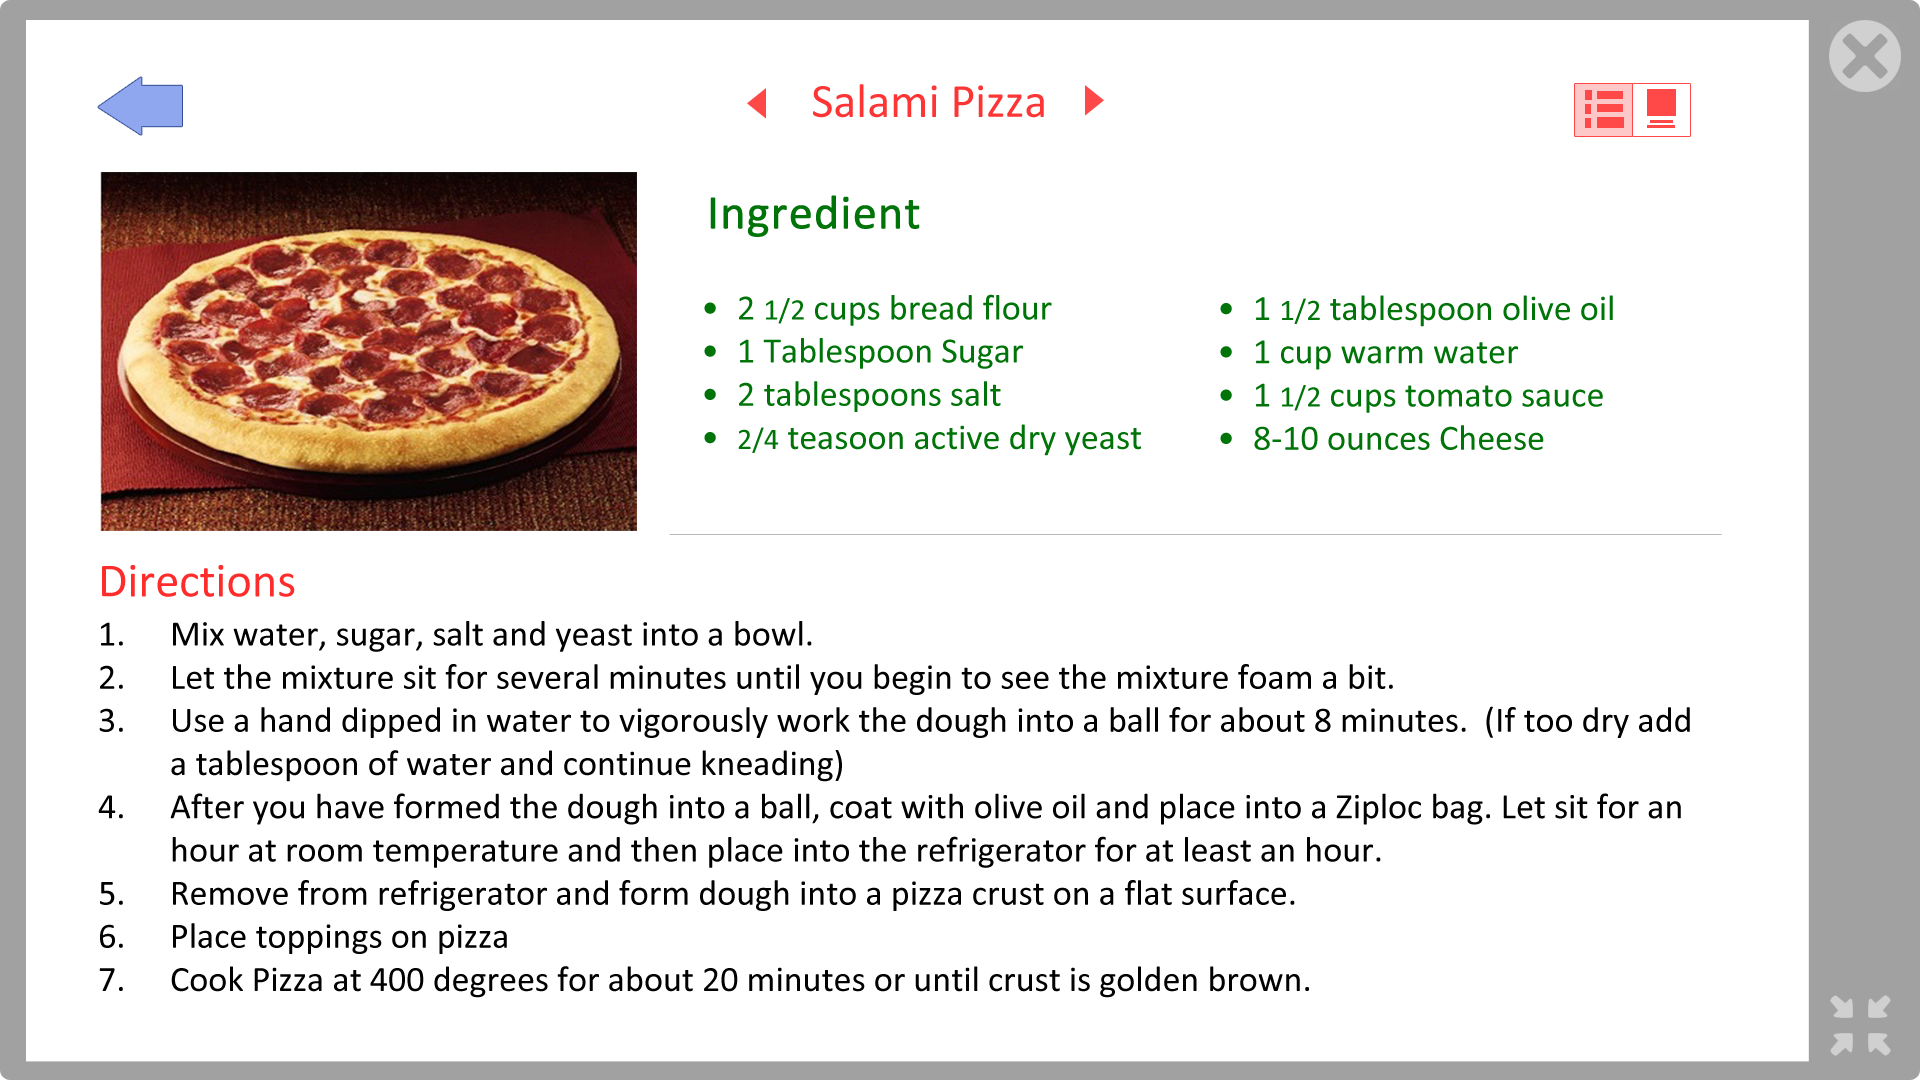 Salami Pizza
Ingredient
• 2 1/2 cups bread flour
• 1 Tablespoon Sugar
• 2 tablespoons salt
• 2/4 teasoon active dry yeast
• 1 1/2 tablespoon olive oil
• 1 cup warm water
• 1 1/2 cups tomato sauce
• 8-10 ounces Cheese
Directions
1. Mix water, sugar, salt and yeast into a bowl.
2. Let the mixture sit for several minutes until you begin to see the mixture foam a bit.
3. Use a hand dipped in water to vigorously work the dough into a ball for about 8 minutes.  (If too dry add
a tablespoon of water and continue kneading)
4. After you have formed the dough into a ball, coat with olive oil and place into a Ziploc bag. Let sit for an
hour at room temperature and then place into the refrigerator for at least an hour.
5. Remove from refrigerator and form dough into a pizza crust on a flat surface.
6. Place toppings on pizza
7. Cook Pizza at 400 degrees for about 20 minutes or until crust is golden brown.